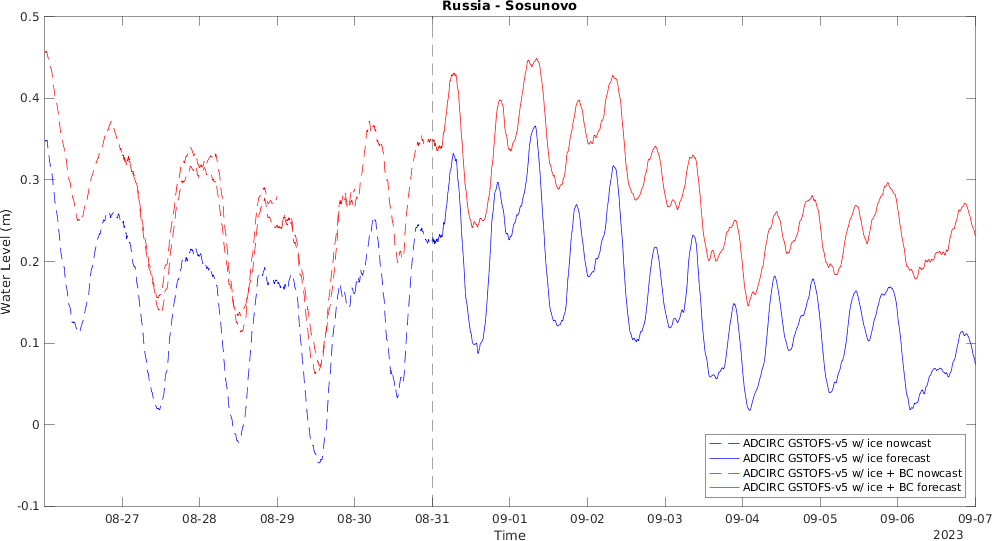 Russia - Sosunovo
0.5
0.4
0.3
0.2
0.1
0
-0.1
Water Level (m)
08-27 08-28 08-29 08-30 08-31 09-01 09-02 09-03 09-04 09-05 09-06 09-07
Time
2023
ADCIRC GSTOFS-v5 w/ ice nowcast
ADCIRC GSTOFS-v5 w/ ice forecast
ADCIRC GSTOFS-v5 w/ ice + BC nowcast
ADCIRC GSTOFS-v5 w/ ice + BC forecast